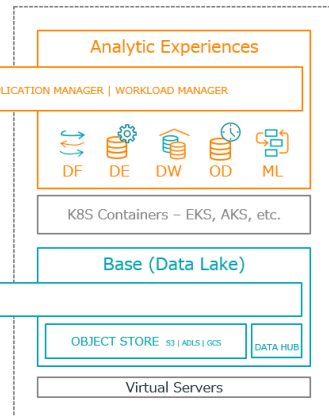 Analytic Experiences
PLICATION MANAGER | WORKLOAD MANAGER
DF DE DW OD ML
K8S Containers – EKS, AKS, etc.
Base (Data Lake)
OBJECT STORE S3 | ADLS | GCS
DATA HUB
Virtual Servers